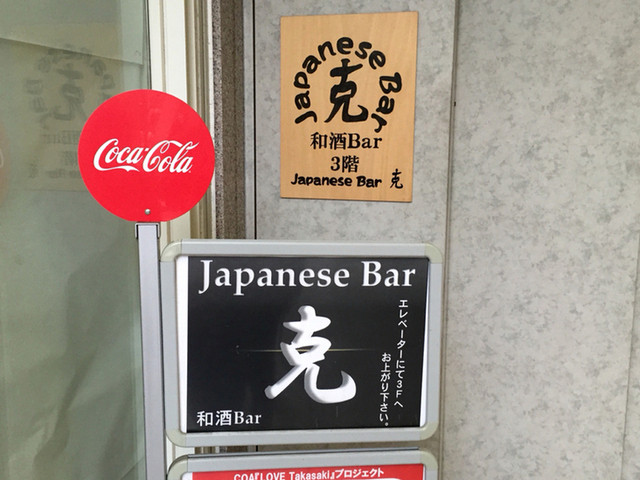 Japanese Bar
克
和酒Bar
3階
Japanese Bar 克
Coca-Cola
Japanese Bar
克
エレベーターにて3Fへ
お上がり下さい。
和酒Bar
COA『LOVE Takasaki』プロジェクト